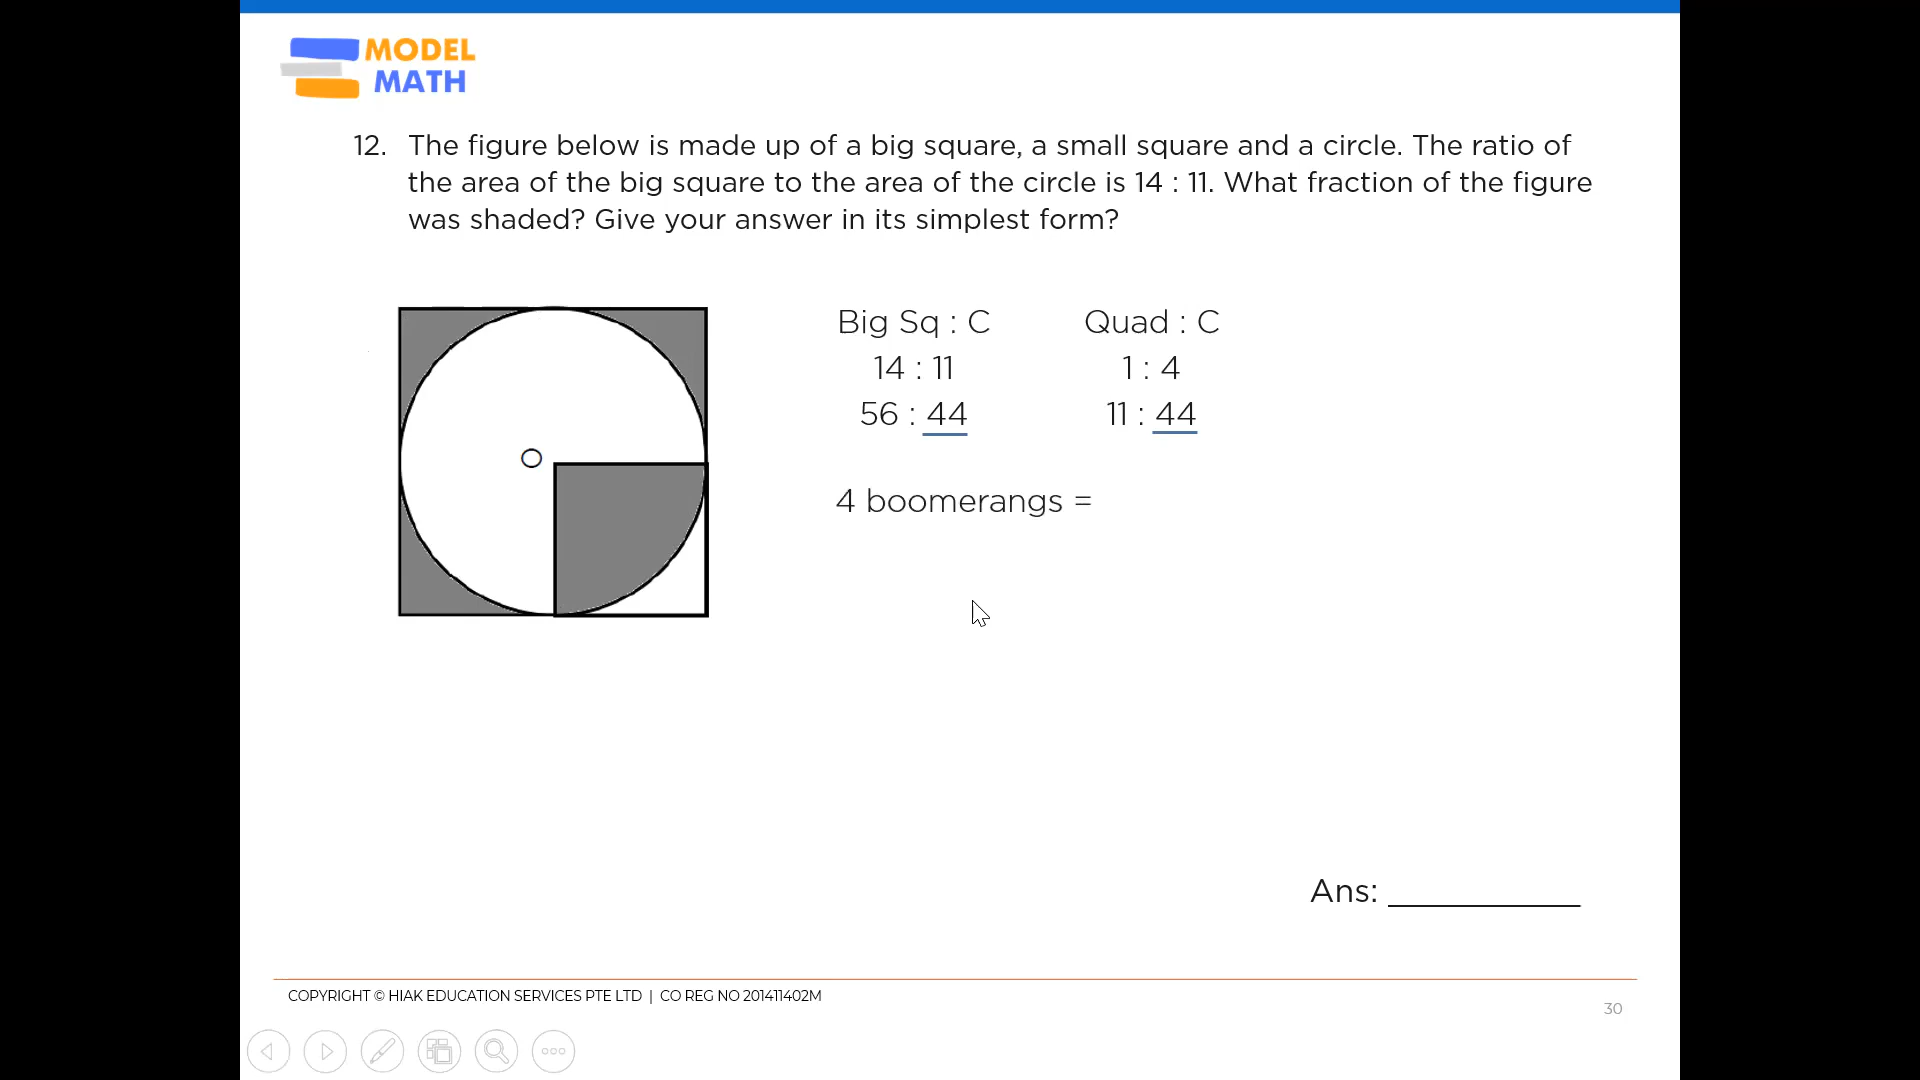 MODEL
MATH
12. The figure below is made up of a big square, a small square and a circle. The ratio of
the area of the big square to the area of the circle is 14 : 11. What fraction of the figure
was shaded? Give your answer in its simplest form?
Big Sq : C
14 : 11
56 : 44
Quad : C
1 : 4
11 : 44
O
4 boomerangs =
Ans: ___________
COPYRIGHT © HIAK EDUCATION SERVICES PTE LTD | CO REG NO 201411402M
30